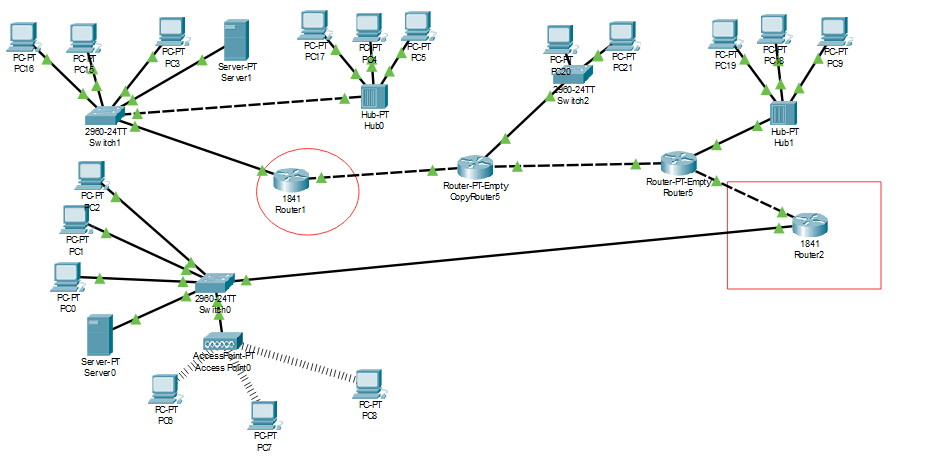 PC-PT
PC16
PC-PT
PC15
PC-PT
PC3
Server-PT
Server1
PC-PT
PC17
PC-PT
PC4
PC-PT
PC5
PC-PT
PC20
PC-PT
PC21
PC-PT
PC19
PC-PT
PC18
PC-PT
PC9
2960-24TT
Switch1
Hub-PT
Hub0
2960-24TT
Switch2
Hub-PT
Hub1
1841
Router1
Router-PT-Empty
CopyRouter5
Router-PT-Empty
Router5
1841
Router2
PC-PT
PC2
PC-PT
PC1
PC-PT
PC0
2960-24TT
Switch0
Server-PT
Server0
AccessPoint-PT
Access Point0
PC-PT
PC6
PC-PT
PC7
PC-PT
PC8